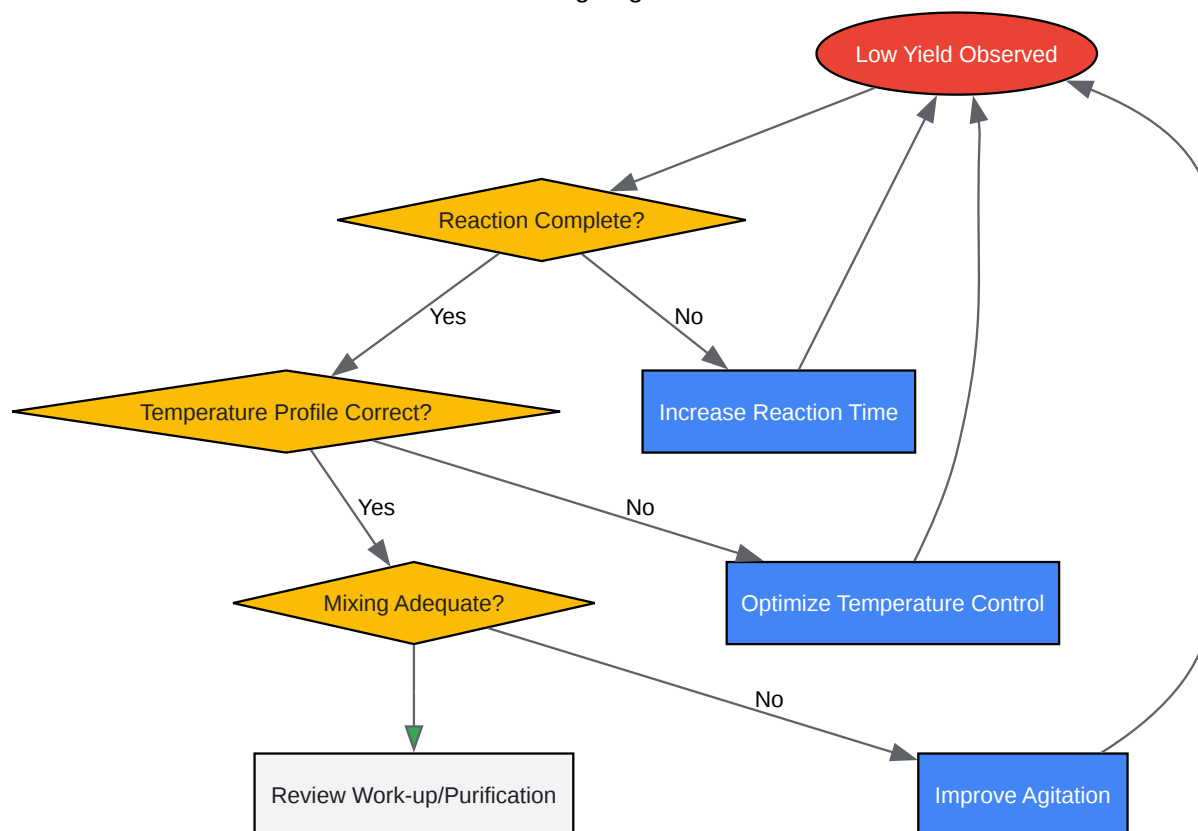 Low Yield Observed
Reaction Complete?
Yes
No
Temperature Profile Correct?
Increase Reaction Time
Yes
No
Mixing Adequate?
Optimize Temperature Control
No
Review Work-up/Purification
Improve Agitation